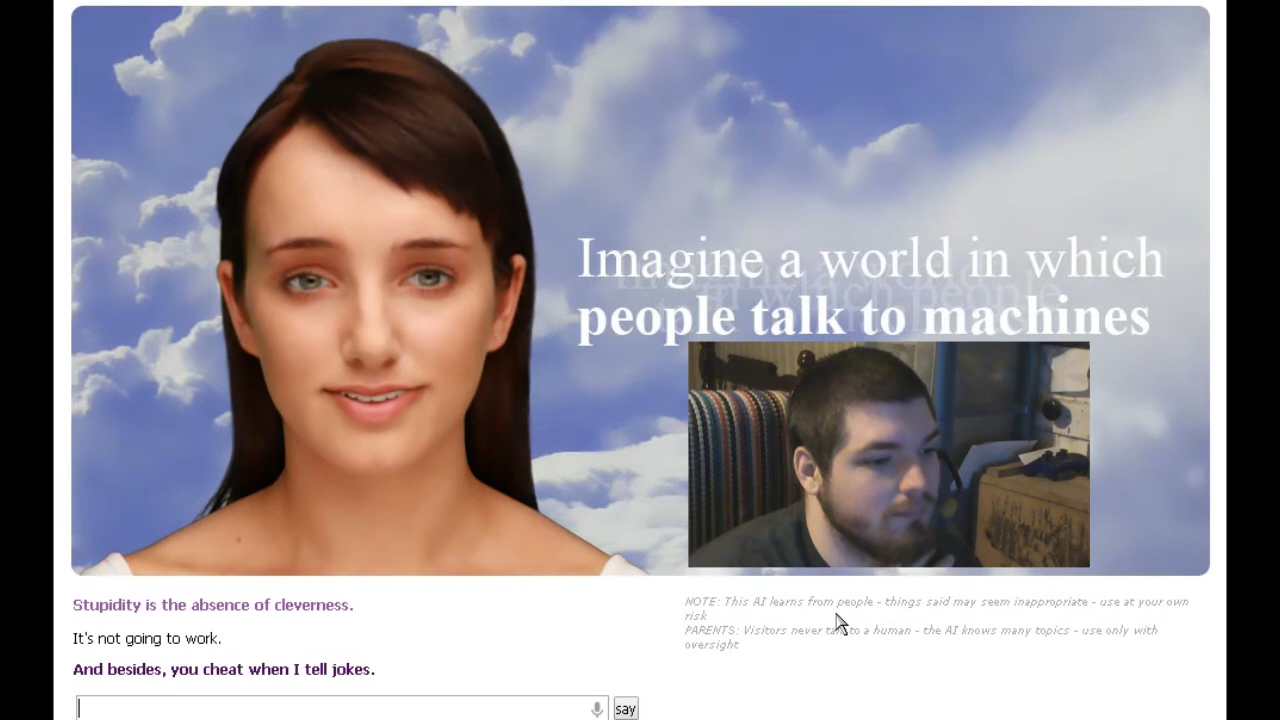 Imagine a world in which
people talk to machines
Stupidity is the absence of cleverness.
It's not going to work.
And besides, you cheat when I tell jokes.
say
NOTE: This AI learns from people - things said may seem inappropriate - use at your own
risk
PARENTS: Visitors never talk to a human - the AI knows many topics - use only with
oversight